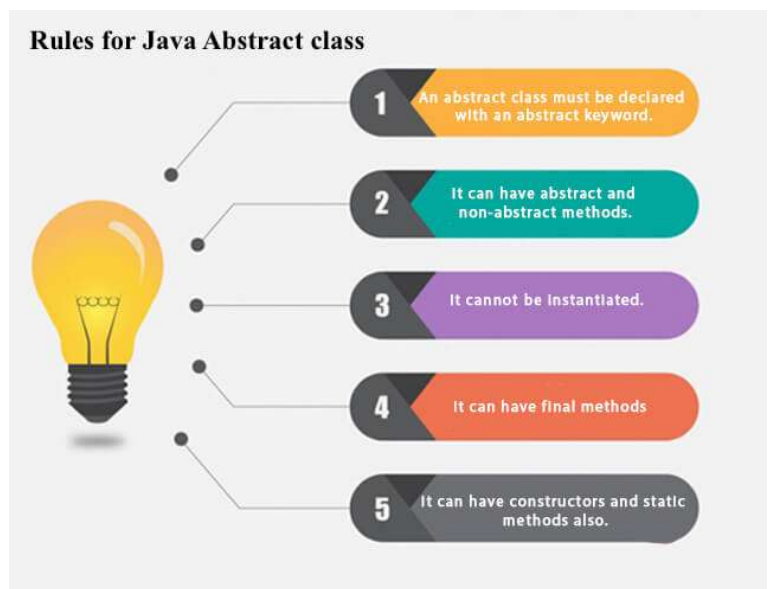 Rules for Java Abstract class
1
An abstract class must be declared
with an abstract keyword.
2
It can have abstract and
non-abstract methods.
3
It cannot be instantiated.
4
It can have final methods
5
It can have constructors and static
methods also.